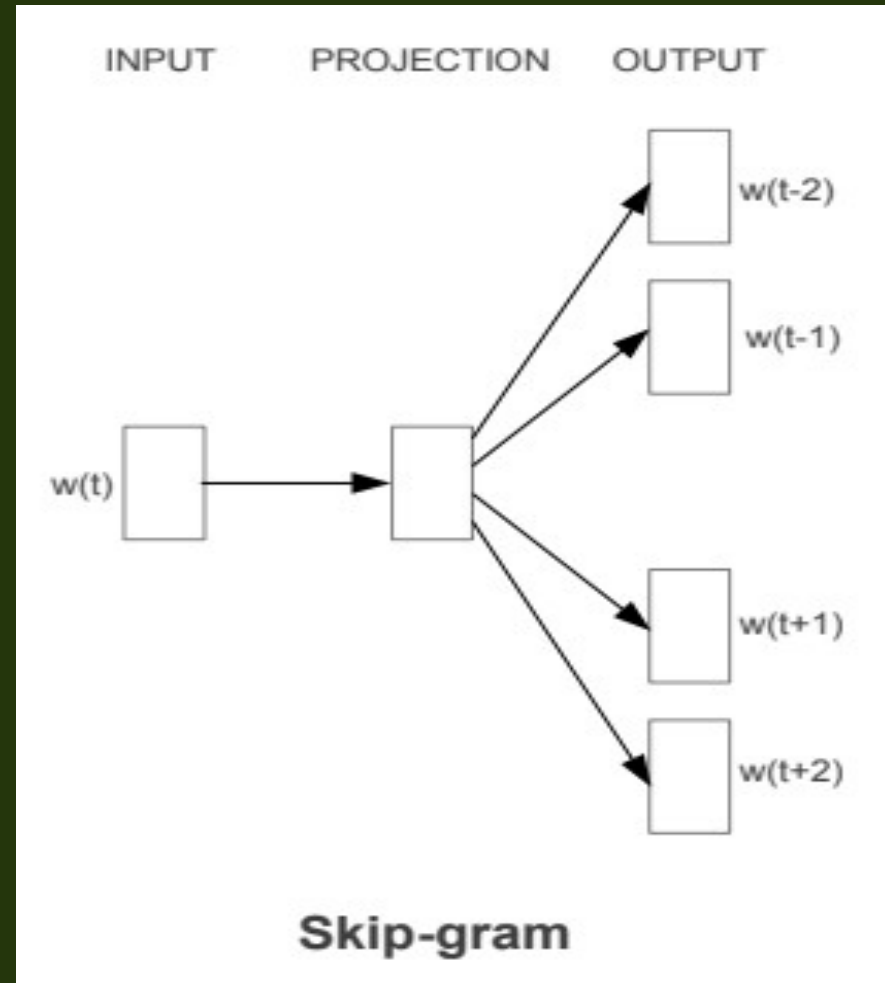 INPUT PROJECTION OUTPUT
w(t-2)
w(t-1)
w(t)
w(t+1)
w(t+2)
Skip-gram